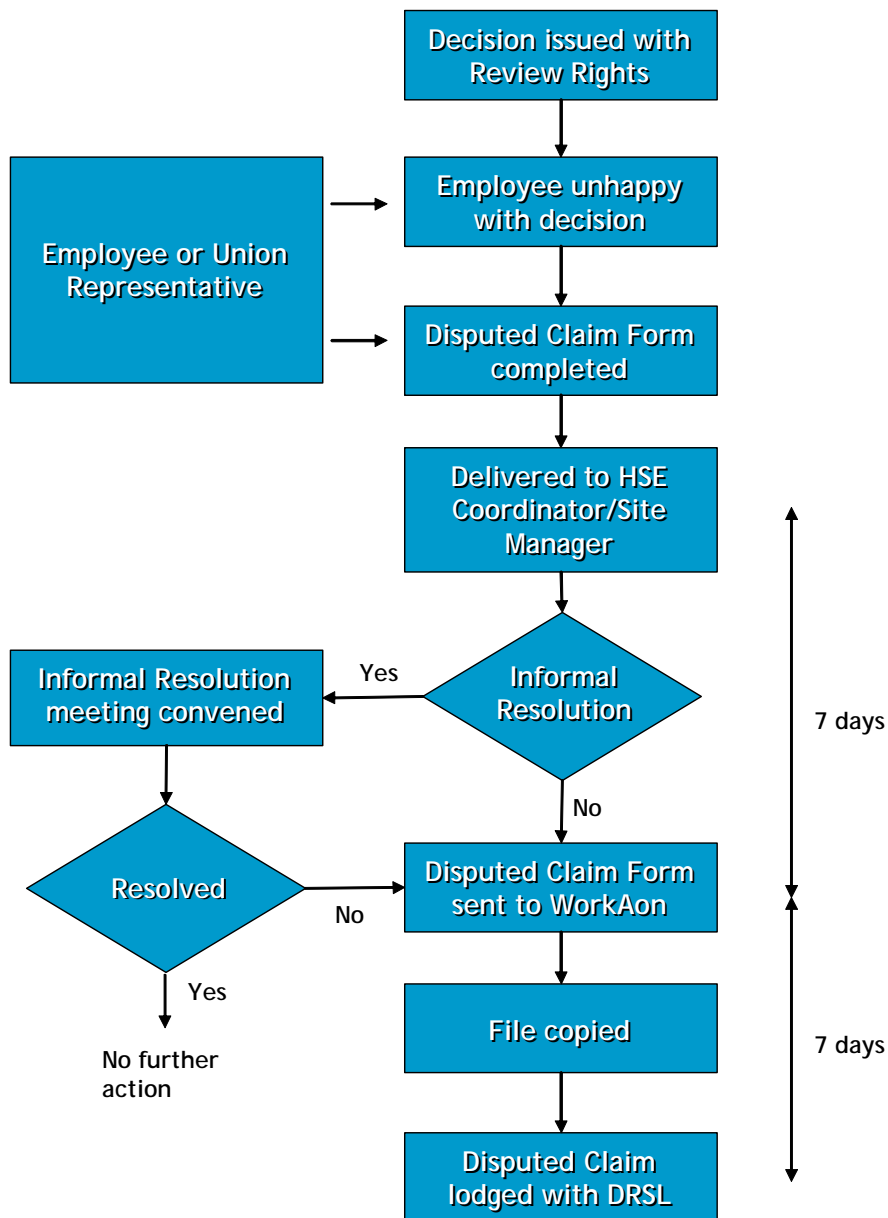 Decision issued with
Review Rights
Employee or Union
Representative
Employee unhappy
with decision
Disputed Claim Form
completed
Delivered to HSE
Coordinator/Site
Manager
Informal Resolution
meeting convened
Yes
Informal
Resolution
7 days
No
Resolved
No
Disputed Claim Form
sent to WorkAon
Yes
No further
action
File copied
7 days
Disputed Claim
lodged with DRSL